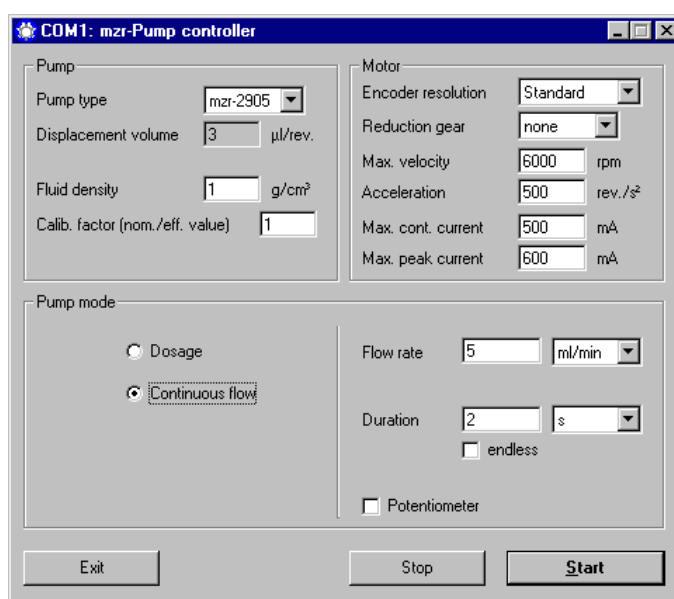 COM1: mzr-Pump controller
Pump
Pump type mzr-2905
Displacement volume 3 µl/rev.
Fluid density 1 g/cm³
Calib. factor (nom./eff. value) 1
Motor
Encoder resolution Standard
Reduction gear none
Max. velocity 6000 rpm
Acceleration 500 rev./s²
Max. cont. current 500 mA
Max. peak current 600 mA
Pump mode
Dosage
Continuous flow
Flow rate 5 ml/min
Duration 2 s
endless
Potentiometer
Exit Stop Start